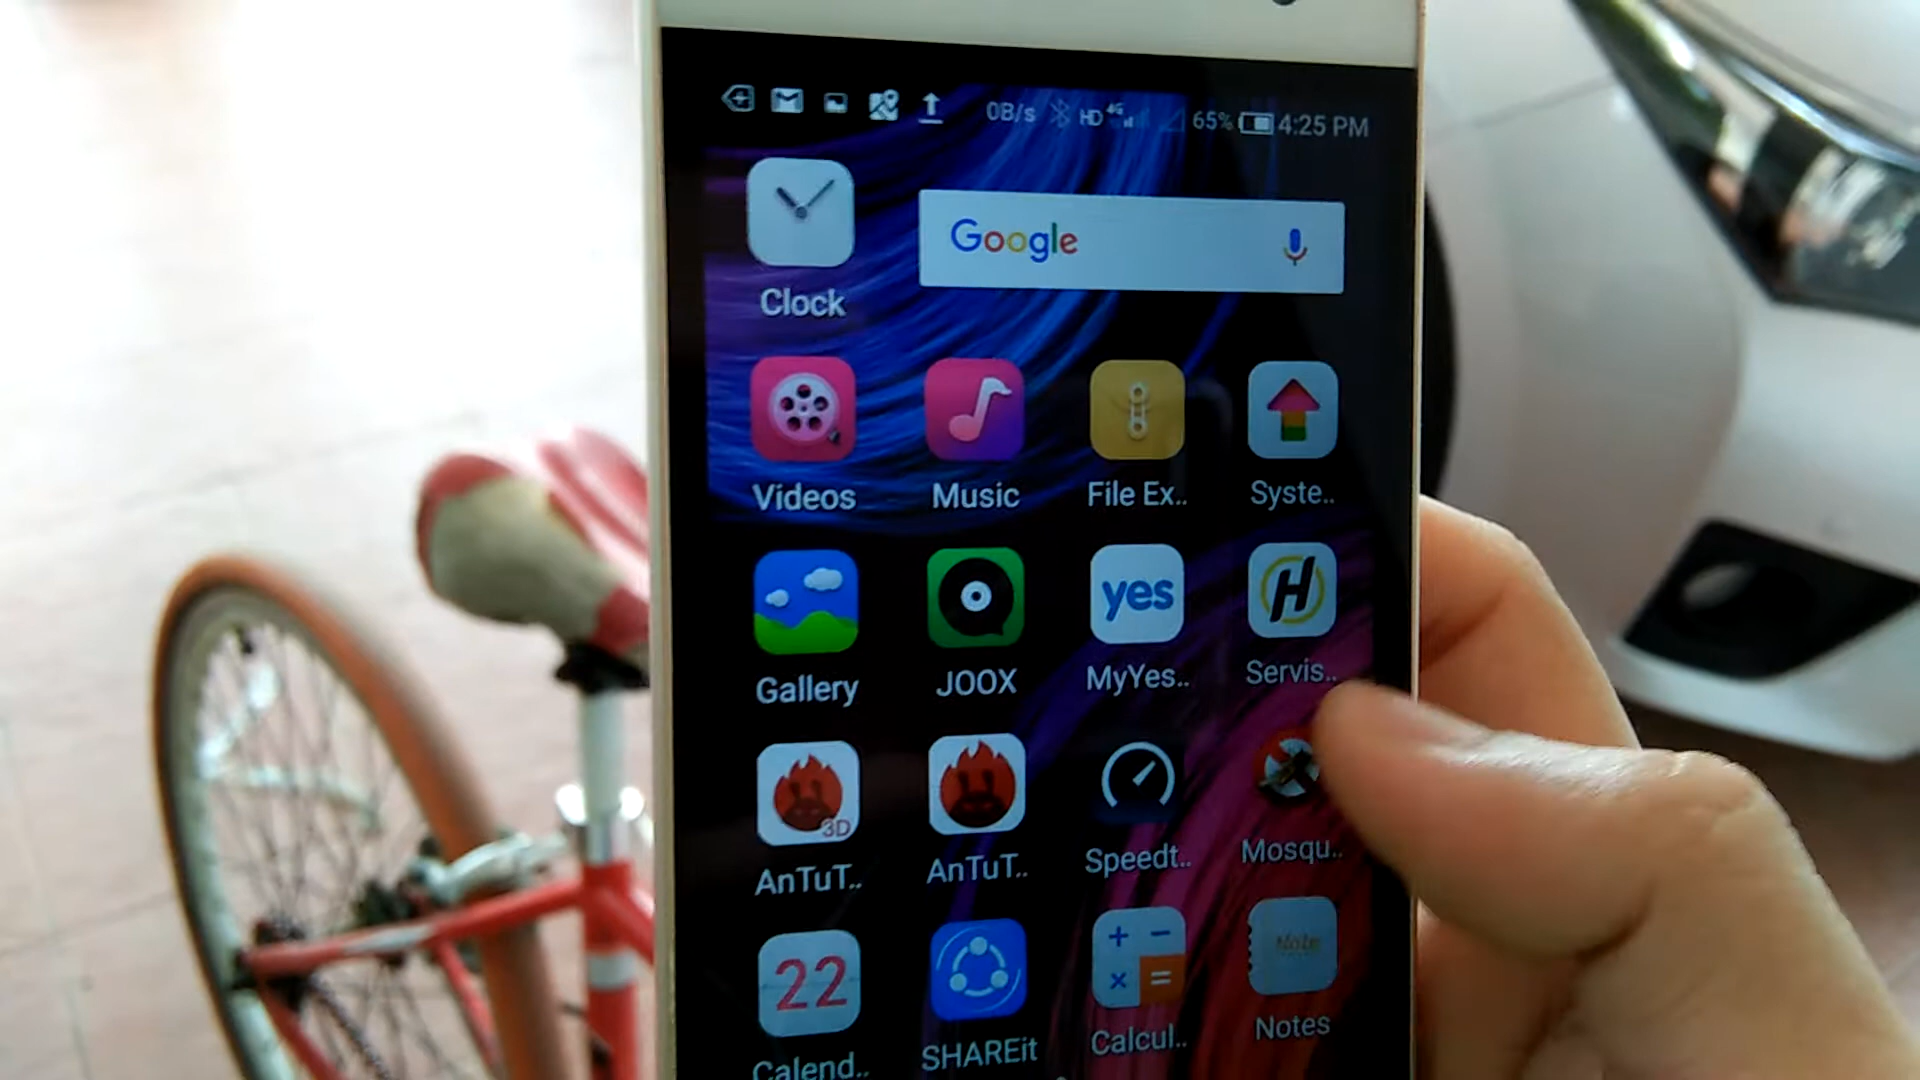 0B/s HD 4G 65% 4:25 PM
Google
Clock
Videos Music File Ex.. Syste..
yes H
Gallery JOOX MyYes.. Servis..
3D
AnTuT.. AnTuT.. Speedt.. Mosqu..
22 + − × = Note
Calend.. SHAREit Calcul.. Notes